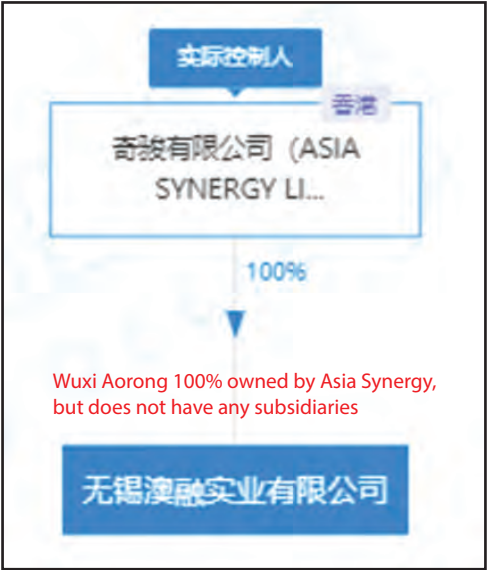 实际控制人
香港
奇骏有限公司（ASIA
SYNERGY LI...
100%
Wuxi Aorong 100% owned by Asia Synergy,
but does not have any subsidiaries
无锡澳融实业有限公司